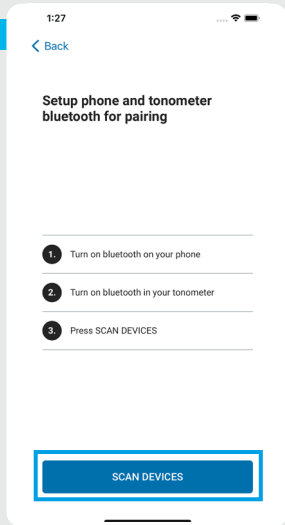 1:27
Back
Setup phone and tonometer
bluetooth for pairing
1. Turn on bluetooth on your phone
2. Turn on bluetooth in your tonometer
3. Press SCAN DEVICES
SCAN DEVICES